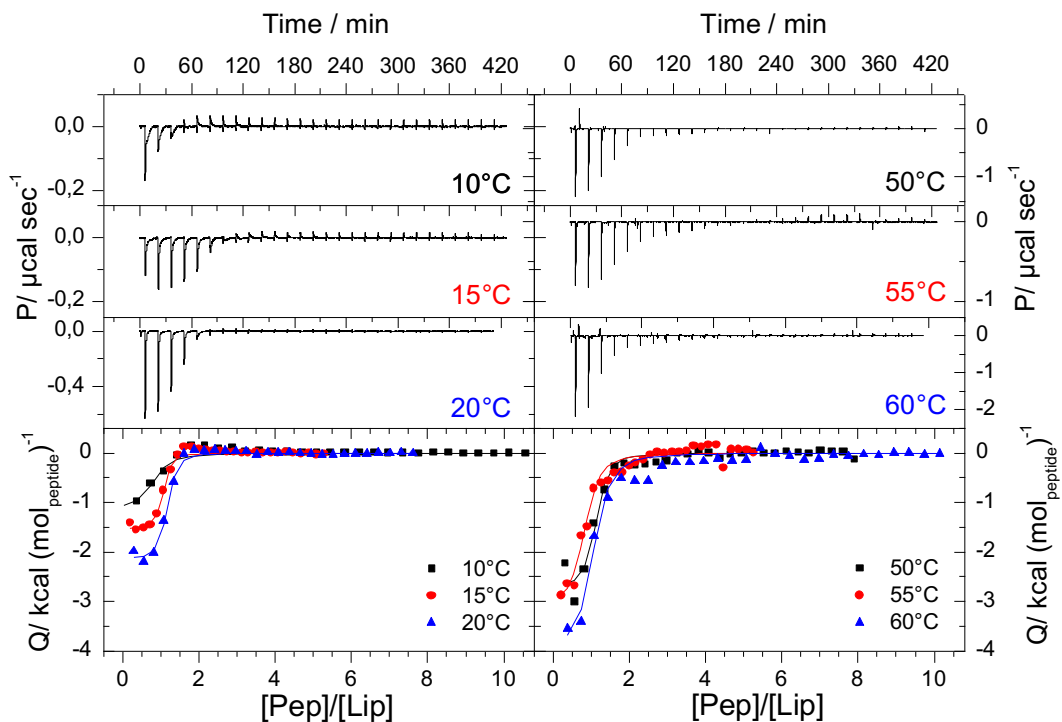 Time / min Time / min
0 60 120 180 240 300 360 420 0 60 120 180 240 300 360 420
0,0 0
-0,2 10°C 50°C -1
0,0 0
-0,2 15°C 55°C -1
0,0 0
-0,4 -1
20°C 60°C -2
P/ µcal sec⁻¹ P/ µcal sec⁻¹
0 0
-1 -1
-2 -2
10°C 50°C
-3 15°C 55°C -3
20°C 60°C
-4 -4
Q/ kcal (mol_peptide)⁻¹ Q/ kcal (mol_peptide)⁻¹
0 2 4 6 8 10 0 2 4 6 8 10
[Pep]/[Lip] [Pep]/[Lip]